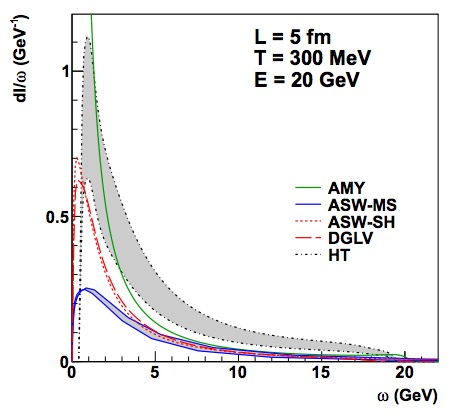 dI/ω (GeV⁻¹)
1
0.5
0
L = 5 fm
T = 300 MeV
E = 20 GeV
AMY
ASW-MS
ASW-SH
DGLV
HT
0 5 10 15 20
ω (GeV)